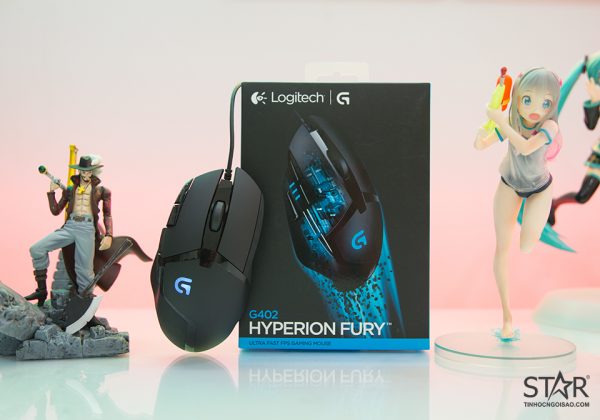 Logitech | G
G402
HYPERION FURY™
ULTRA FAST FPS GAMING MOUSE
G
STAR
TINHOCNGOISAO.COM